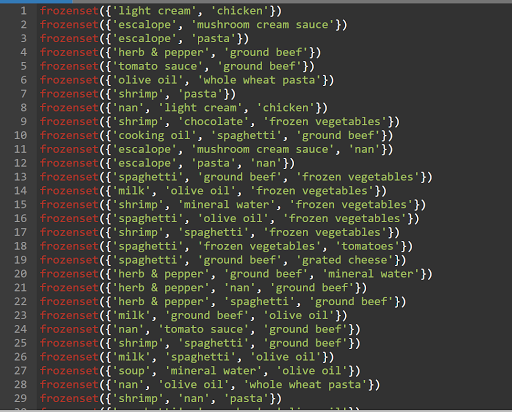 1 frozenset({'light cream', 'chicken'})
2 frozenset({'escalope', 'mushroom cream sauce'})
3 frozenset({'escalope', 'pasta'})
4 frozenset({'herb & pepper', 'ground beef'})
5 frozenset({'tomato sauce', 'ground beef'})
6 frozenset({'olive oil', 'whole wheat pasta'})
7 frozenset({'shrimp', 'pasta'})
8 frozenset({'nan', 'light cream', 'chicken'})
9 frozenset({'shrimp', 'chocolate', 'frozen vegetables'})
10 frozenset({'cooking oil', 'spaghetti', 'ground beef'})
11 frozenset({'escalope', 'mushroom cream sauce', 'nan'})
12 frozenset({'escalope', 'pasta', 'nan'})
13 frozenset({'spaghetti', 'ground beef', 'frozen vegetables'})
14 frozenset({'milk', 'olive oil', 'frozen vegetables'})
15 frozenset({'shrimp', 'mineral water', 'frozen vegetables'})
16 frozenset({'spaghetti', 'olive oil', 'frozen vegetables'})
17 frozenset({'shrimp', 'spaghetti', 'frozen vegetables'})
18 frozenset({'spaghetti', 'frozen vegetables', 'tomatoes'})
19 frozenset({'spaghetti', 'ground beef', 'grated cheese'})
20 frozenset({'herb & pepper', 'ground beef', 'mineral water'})
21 frozenset({'herb & pepper', 'nan', 'ground beef'})
22 frozenset({'herb & pepper', 'spaghetti', 'ground beef'})
23 frozenset({'milk', 'ground beef', 'olive oil'})
24 frozenset({'nan', 'tomato sauce', 'ground beef'})
25 frozenset({'shrimp', 'spaghetti', 'ground beef'})
26 frozenset({'milk', 'spaghetti', 'olive oil'})
27 frozenset({'soup', 'mineral water', 'olive oil'})
28 frozenset({'nan', 'olive oil', 'whole wheat pasta'})
29 frozenset({'shrimp', 'nan', 'pasta'})